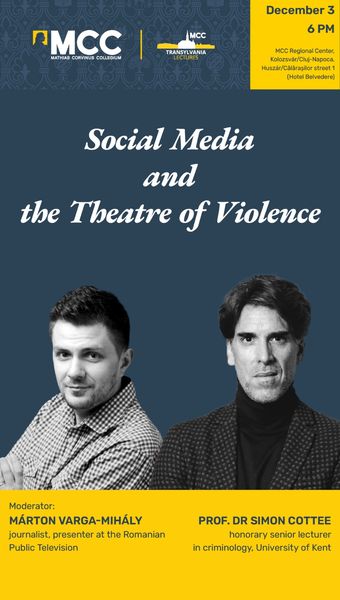 MCC
MATHIAS CORVINUS COLLEGIUM
MCC
TRANSYLVANIA
LECTURES
December 3
6 PM
MCC Regional Center,
Kolozsvár/Cluj-Napoca,
Huszár/Călărașilor street 1
(Hotel Belvedere)
Social Media
and
the Theatre of Violence
Moderator:
MÁRTON VARGA-MIHÁLY
journalist, presenter at the Romanian
Public Television
PROF. DR SIMON COTTEE
honorary senior lecturer
in criminology, University of Kent